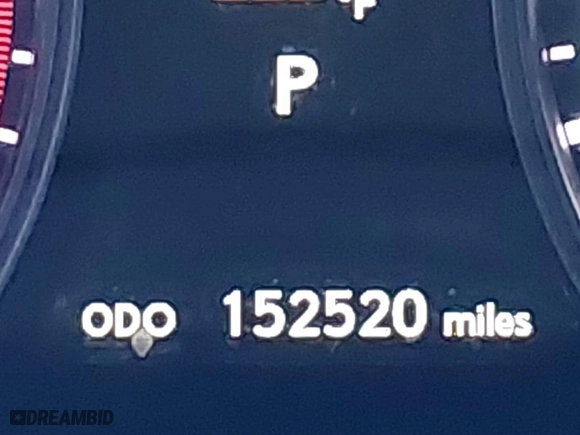 °F
P
ODO 152520 miles
DREAMBID